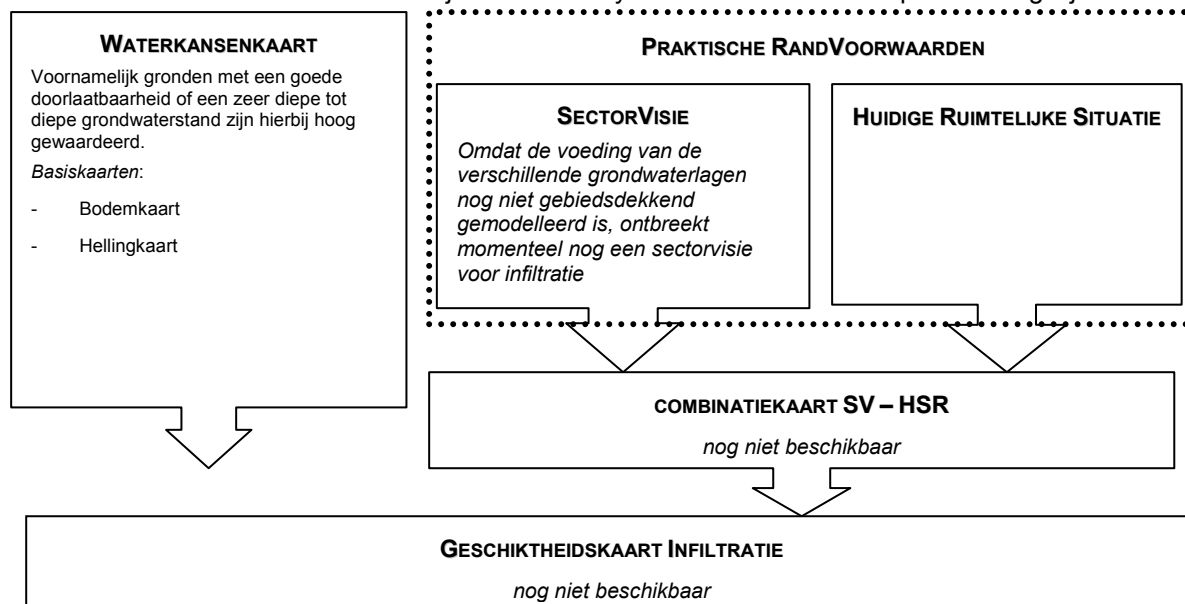 WATERKANSENKAART
Voornamelijk gronden met een goede
doorlaatbaarheid of een zeer diepe tot
diepe grondwaterstand zijn hierbij hoog
gewaardeerd.
Basiskaarten:
- Bodemkaart
- Hellingkaart
PRAKTISCHE RANDVOORWAARDEN
SECTORVISIE
Omdat de voeding van de
verschillende grondwaterlagen
nog niet gebiedsdekkend
gemodelleerd is, ontbreekt
momenteel nog een sectorvisie
voor infiltratie
HUIDIGE RUIMTELIJKE SITUATIE
COMBINATIEKAART SV – HSR
nog niet beschikbaar
GESCHIKTHEIDSKAART INFILTRATIE
nog niet beschikbaar